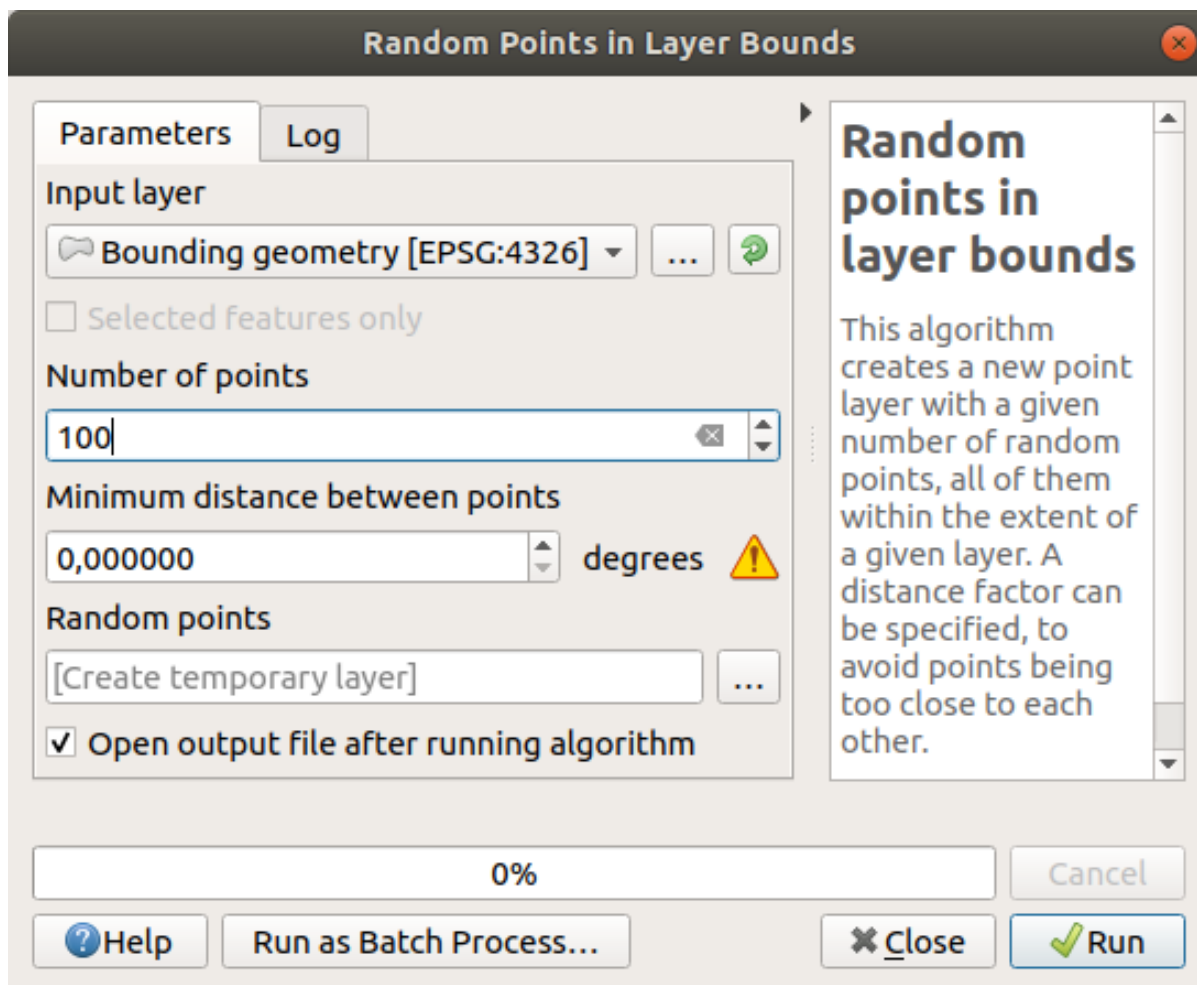 Random Points in Layer Bounds
Parameters
Log
Input layer
Bounding geometry [EPSG:4326]
...
Selected features only
Number of points
100
Minimum distance between points
0,000000
degrees
Random points
[Create temporary layer]
...
Open output file after running algorithm
Random
points in
layer bounds
This algorithm
creates a new point
layer with a given
number of random
points, all of them
within the extent of
a given layer. A
distance factor can
be specified, to
avoid points being
too close to each
other.
0%
Cancel
Help
Run as Batch Process...
Close
Run